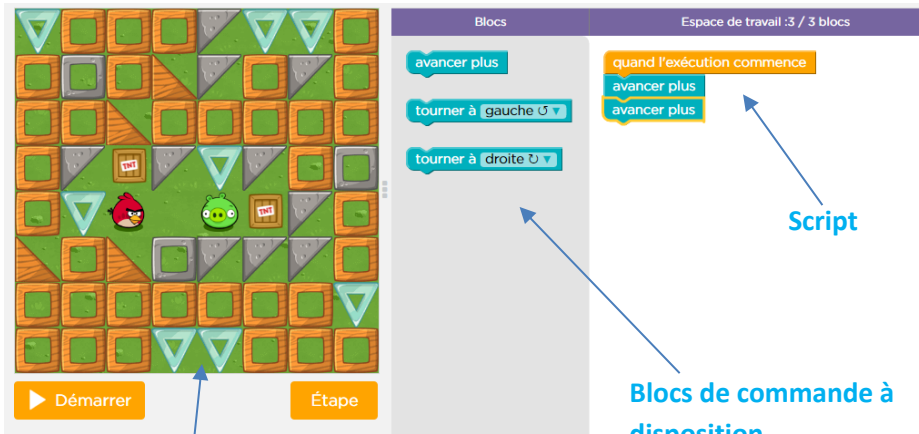 Blocs
Espace de travail :3 / 3 blocs
avancer plus
tourner à gauche ↺ ▼
tourner à droite ↻ ▼
quand l'exécution commence
avancer plus
avancer plus
TNT
TNT
Script
Démarrer
Étape
Blocs de commande à
disposition